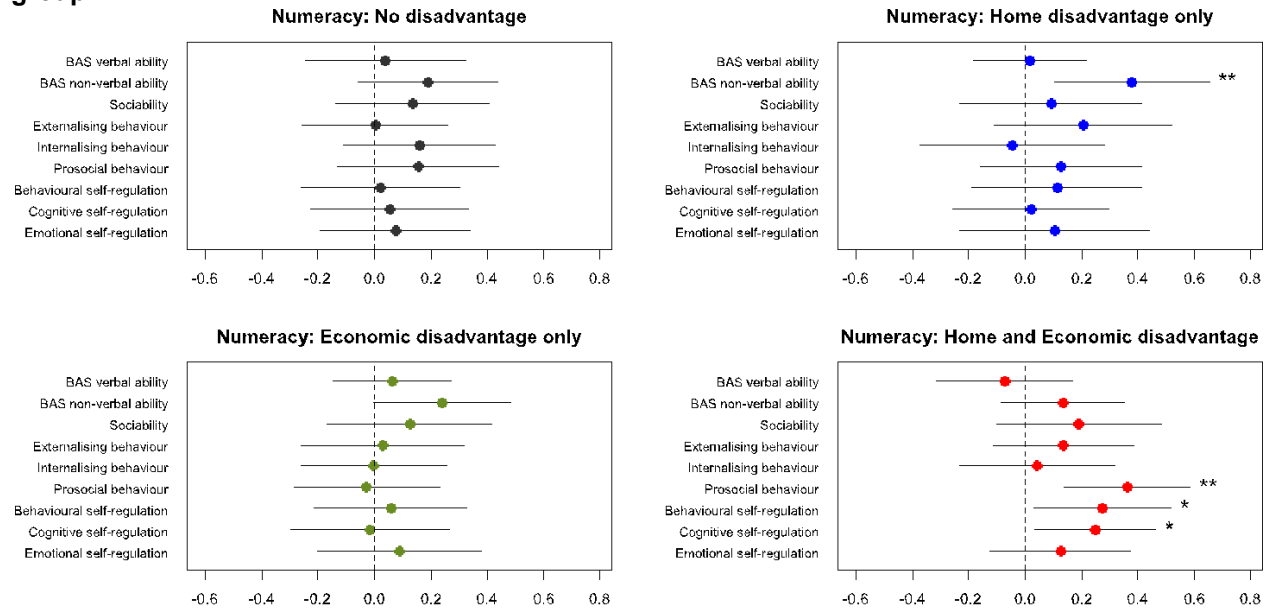 group
Numeracy: No disadvantage
BAS verbal ability
BAS non-verbal ability
Sociability
Externalising behaviour
Internalising behaviour
Prosocial behaviour
Behavioural self-regulation
Cognitive self-regulation
Emotional self-regulation
-0.6 -0.4 -0.2 0.0 0.2 0.4 0.6 0.8
Numeracy: Home disadvantage only
BAS verbal ability
BAS non-verbal ability **
Sociability
Externalising behaviour
Internalising behaviour
Prosocial behaviour
Behavioural self-regulation
Cognitive self-regulation
Emotional self-regulation
-0.6 -0.4 -0.2 0.0 0.2 0.4 0.6 0.8
Numeracy: Economic disadvantage only
BAS verbal ability
BAS non-verbal ability
Sociability
Externalising behaviour
Internalising behaviour
Prosocial behaviour
Behavioural self-regulation
Cognitive self-regulation
Emotional self-regulation
-0.6 -0.4 -0.2 0.0 0.2 0.4 0.6 0.8
Numeracy: Home and Economic disadvantage
BAS verbal ability
BAS non-verbal ability
Sociability
Externalising behaviour
Internalising behaviour
Prosocial behaviour **
Behavioural self-regulation *
Cognitive self-regulation *
Emotional self-regulation
-0.6 -0.4 -0.2 0.0 0.2 0.4 0.6 0.8